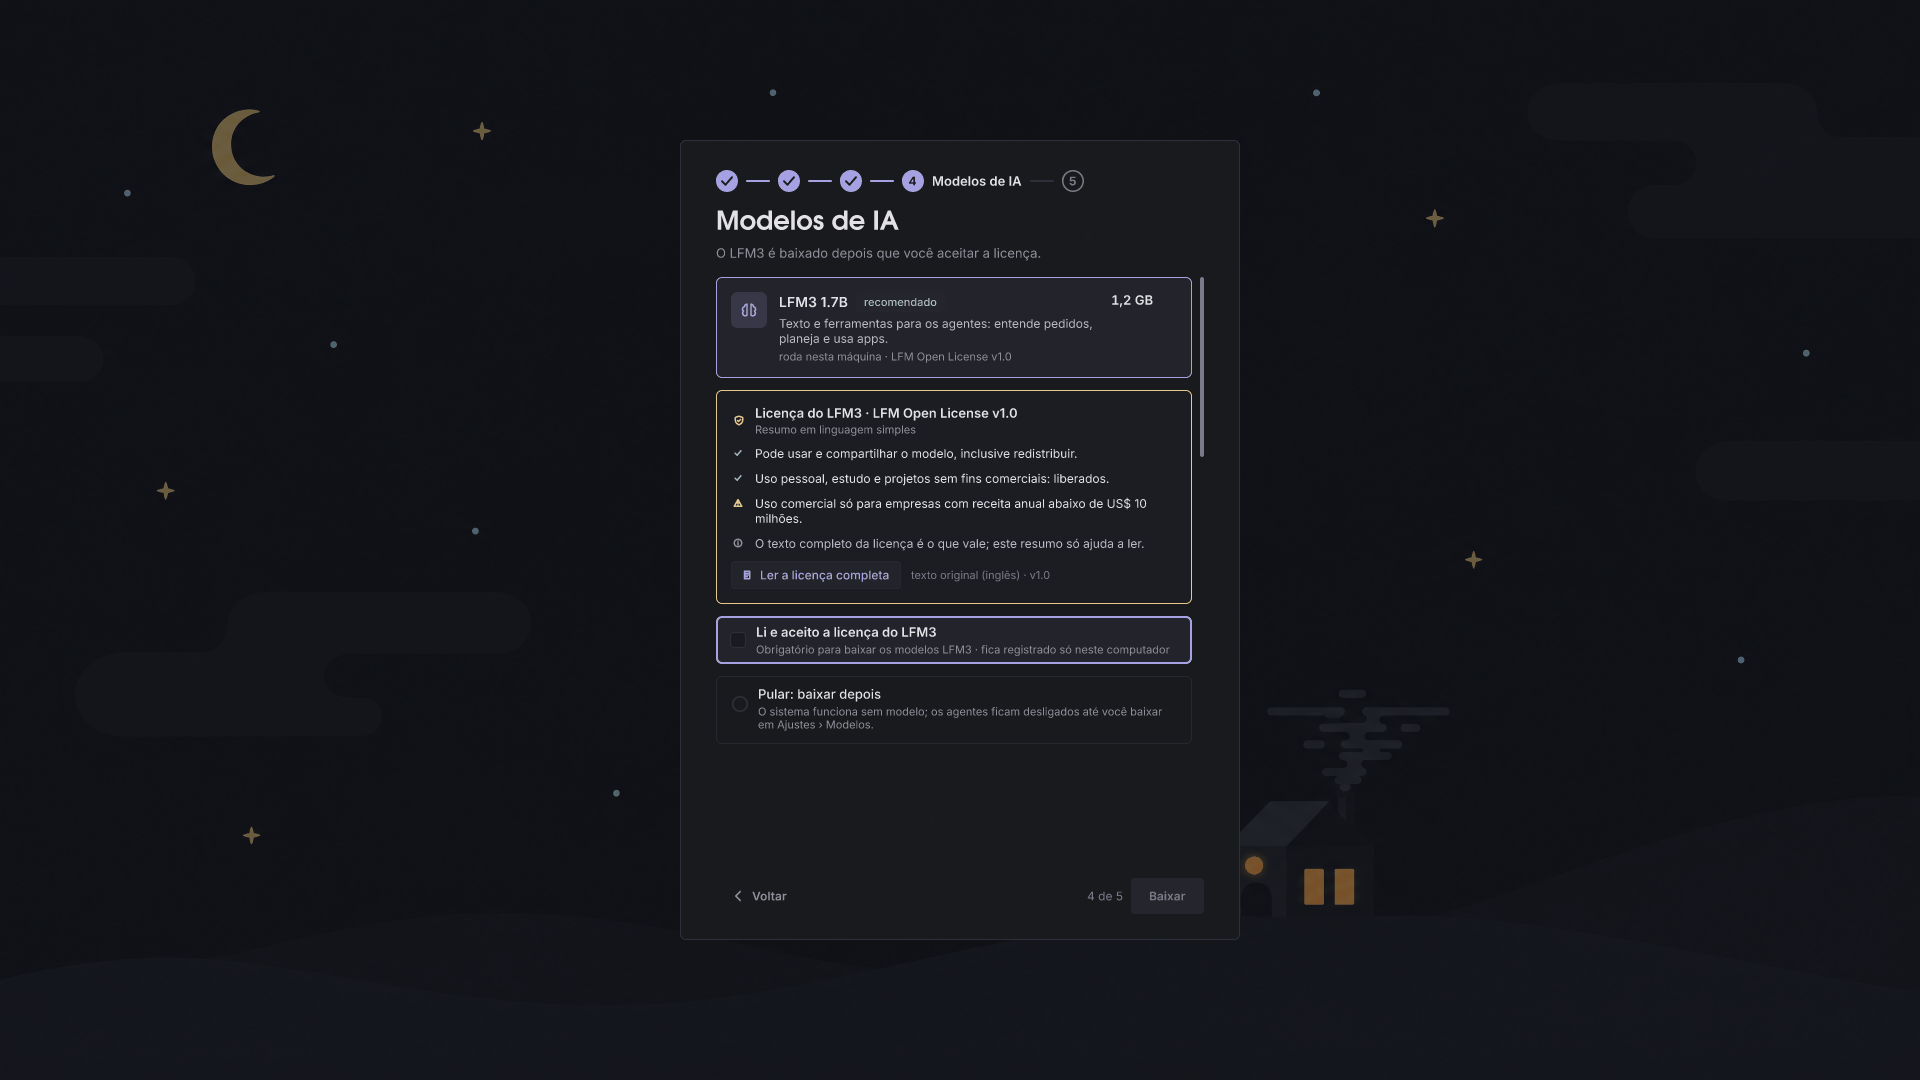 4 Modelos de IA 5
Modelos de IA
O LFM3 é baixado depois que você aceitar a licença.
LFM3 1.7B recomendado 1,2 GB
Texto e ferramentas para os agentes: entende pedidos,
planeja e usa apps.
roda nesta máquina · LFM Open License v1.0
Licença do LFM3 · LFM Open License v1.0
Resumo em linguagem simples
Pode usar e compartilhar o modelo, inclusive redistribuir.
Uso pessoal, estudo e projetos sem fins comerciais: liberados.
Uso comercial só para empresas com receita anual abaixo de US$ 10
milhões.
O texto completo da licença é o que vale; este resumo só ajuda a ler.
Ler a licença completa texto original (inglês) · v1.0
Li e aceito a licença do LFM3
Obrigatório para baixar os modelos LFM3 · fica registrado só neste computador
Pular: baixar depois
O sistema funciona sem modelo; os agentes ficam desligados até você baixar
em Ajustes › Modelos.
Voltar 4 de 5 Baixar